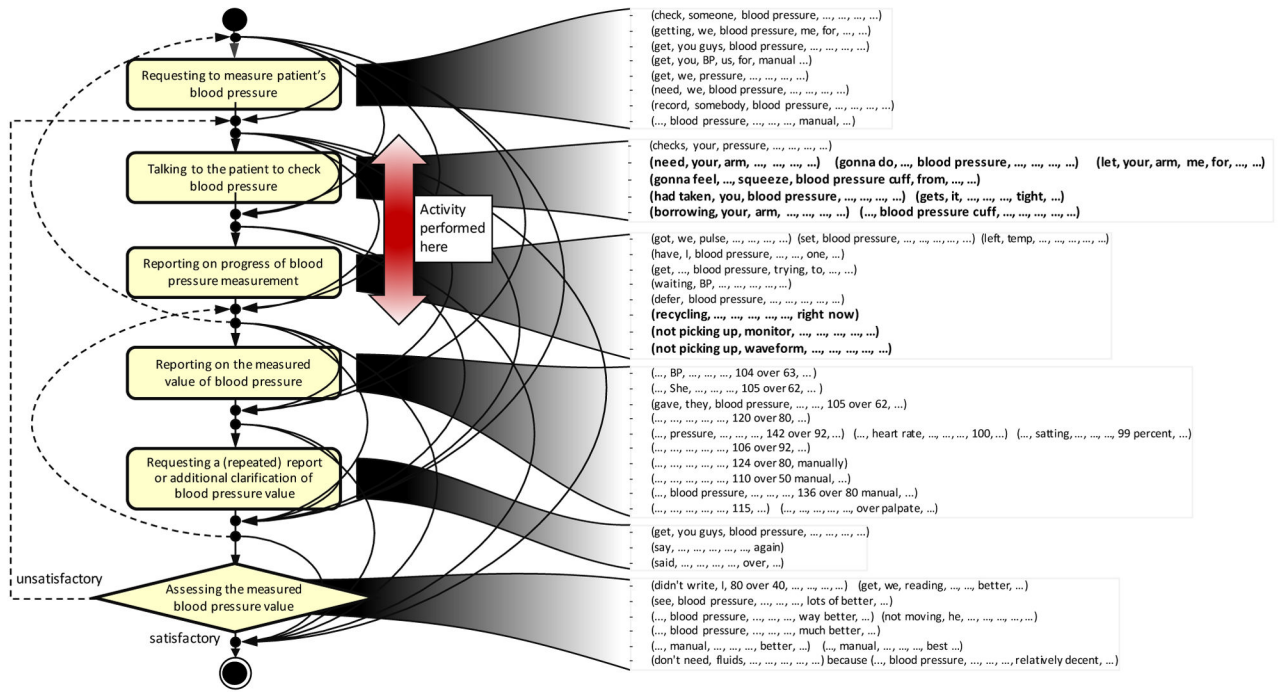 Requesting to measure patient's
blood pressure
Talking to the patient to check
blood pressure
Reporting on progress of blood
pressure measurement
Reporting on the measured
value of blood pressure
Requesting a (repeated) report
or additional clarification of
blood pressure value
Assessing the measured
blood pressure value
unsatisfactory
satisfactory
Activity
performed
here
- (check, someone, blood pressure, ..., ..., ..., ...)
- (getting, we, blood pressure, me, for, ..., ...)
- (get, you guys, blood pressure, ..., ..., ..., ...)
- (get, you, BP, us, for, manual ...)
- (get, we, pressure, ..., ..., ..., ...)
- (need, we, blood pressure, ..., ..., ..., ...)
- (record, somebody, blood pressure, ..., ..., ..., ...)
- (..., blood pressure, ..., ..., ..., manual, ...)
- (checks, your, pressure, ..., ..., ..., ...)
- (need, your, arm, ..., ..., ..., ...) (gonna do, ..., blood pressure, ..., ..., ..., ...) (let, your, arm, me, for, ..., ...)
- (gonna feel, ..., squeeze, blood pressure cuff, from, ..., ...)
- (had taken, you, blood pressure, ..., ..., ..., ...) (gets, it, ..., ..., ..., tight, ...)
- (borrowing, your, arm, ..., ..., ..., ...) (..., blood pressure cuff, ..., ..., ..., ..., ...)
- (got, we, pulse, ..., ..., ..., ...) (set, blood pressure, ..., ..., ..., ..., ...) (left, temp, ..., ..., ..., ..., ...)
- (have, I, blood pressure, ..., ..., one, ...)
- (get, ..., blood pressure, trying, to, ..., ...)
- (waiting, BP, ..., ..., ..., ..., ...)
- (defer, blood pressure, ..., ..., ..., ..., ...)
- (recycling, ..., ..., ..., ..., ..., right now)
- (not picking up, monitor, ..., ..., ..., ..., ...)
- (not picking up, waveform, ..., ..., ..., ..., ...)
- (..., BP, ..., ..., ..., 104 over 63, ... )
- (..., She, ..., ..., ..., 105 over 62, ... )
- (gave, they, blood pressure, ..., ..., 105 over 62, ...)
- (..., ..., ..., ..., ..., 120 over 80, ...)
- (..., pressure, ..., ..., ..., 142 over 92, ...) (..., heart rate, ..., ..., ..., 100, ...) (..., satting, ..., ..., ..., 99 percent, ...)
- (..., ..., ..., ..., ..., 106 over 92, ...)
- (..., ..., ..., ..., ..., 124 over 80, manually)
- (..., ..., ..., ..., ..., 110 over 50 manual, ...)
- (..., blood pressure, ..., ..., ..., 136 over 80 manual, ...)
- (..., ..., ..., ..., ..., 115, ...) (..., ..., ..., ..., ..., over palpate, ...)
- (get, you guys, blood pressure, ..., ..., ..., ...)
- (say, ..., ..., ..., ..., ..., again)
- (said, ..., ..., ..., ..., over, ...)
- (didn't write, I, 80 over 40, ..., ..., ..., ...) (get, we, reading, ..., ..., better, ...)
- (see, blood pressure, ..., ..., ..., lots of better, ...)
- (..., blood pressure, ..., ..., ..., way better, ...) (not moving, he, ..., ..., ..., ..., ...)
- (..., blood pressure, ..., ..., ..., much better, ...)
- (..., manual, ..., ..., ..., better, ...) (..., manual, ..., ..., ..., best ...)
- (don't need, fluids, ..., ..., ..., ..., ...) because (..., blood pressure, ..., ..., ..., relatively decent, ...)